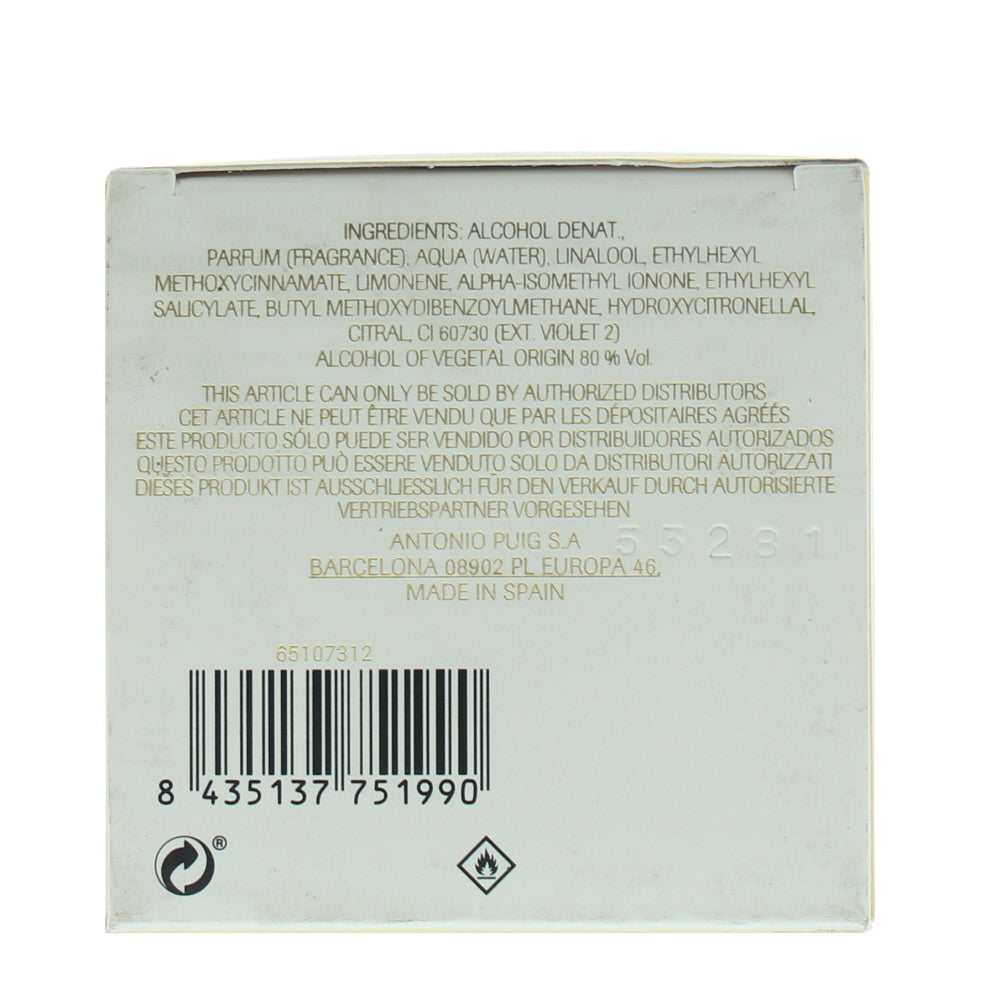 INGREDIENTS: ALCOHOL DENAT.,
PARFUM (FRAGRANCE), AQUA (WATER), LINALOOL, ETHYLHEXYL
METHOXYCINNAMATE, LIMONENE, ALPHA-ISOMETHYL IONONE, ETHYLHEXYL
SALICYLATE, BUTYL METHOXYDIBENZOYLMETHANE, HYDROXYCITRONELLAL,
CITRAL, CI 60730 (EXT. VIOLET 2)
ALCOHOL OF VEGETAL ORIGIN 80 % Vol.
THIS ARTICLE CAN ONLY BE SOLD BY AUTHORIZED DISTRIBUTORS
CET ARTICLE NE PEUT ÊTRE VENDU QUE PAR LES DÉPOSITAIRES AGRÉÉS
ESTE PRODUCTO SÓLO PUEDE SER VENDIDO POR DISTRIBUIDORES AUTORIZADOS
QUESTO PRODOTTO PUÒ ESSERE VENDUTO SOLO DA DISTRIBUTORI AUTORIZZATI
DIESES PRODUKT IST AUSSCHLIESSLICH FÜR DEN VERKAUF DURCH AUTORISIERTE
VERTRIEBSPARTNER VORGESEHEN
ANTONIO PUIG S.A
53281
BARCELONA 08902 PL EUROPA 46.
MADE IN SPAIN
65107312
8 435137 751990
®